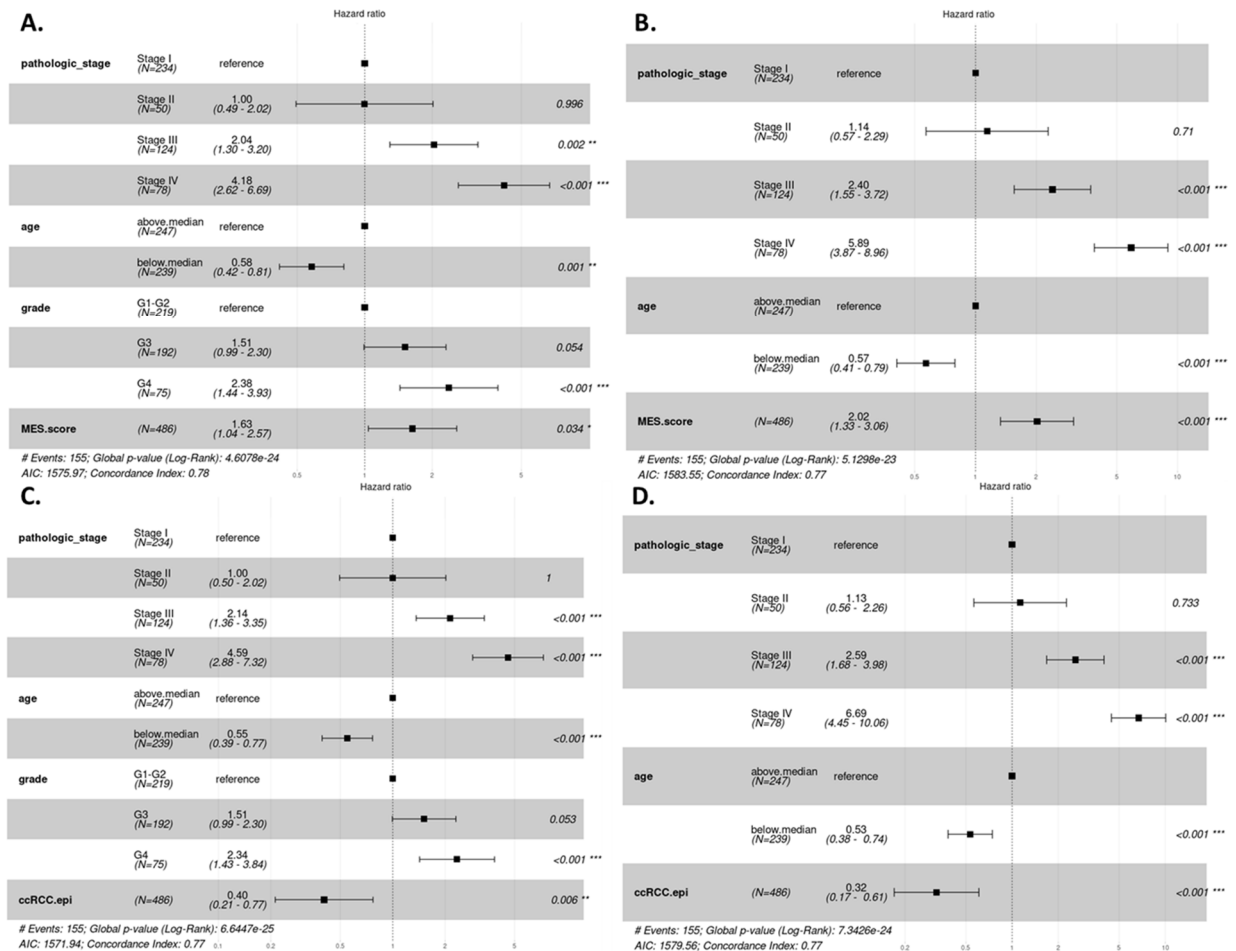 A.
Hazard ratio
pathologic_stage Stage I reference
(N=234)
Stage II 1.00 0.996
(N=50) (0.49 - 2.02)
Stage III 2.04 0.002 **
(N=124) (1.30 - 3.20)
Stage IV 4.18 <0.001 ***
(N=78) (2.62 - 6.69)
age above.median reference
(N=247)
below.median 0.58 0.001 **
(N=239) (0.42 - 0.81)
grade G1-G2 reference
(N=219)
G3 1.51 0.054
(N=192) (0.99 - 2.30)
G4 2.38 <0.001 ***
(N=75) (1.44 - 3.93)
MES.score (N=486) 1.63 0.034 *
(1.04 - 2.57)
# Events: 155; Global p-value (Log-Rank): 4.6078e-24
AIC: 1575.97; Concordance Index: 0.78
0.5 1 2 5
B.
Hazard ratio
pathologic_stage Stage I reference
(N=234)
Stage II 1.14 0.71
(N=50) (0.57 - 2.29)
Stage III 2.40 <0.001 ***
(N=124) (1.55 - 3.72)
Stage IV 5.89 <0.001 ***
(N=78) (3.87 - 8.96)
age above.median reference
(N=247)
below.median 0.57 <0.001 ***
(N=239) (0.41 - 0.79)
MES.score (N=486) 2.02 <0.001 ***
(1.33 - 3.06)
# Events: 155; Global p-value (Log-Rank): 5.1298e-23
AIC: 1583.55; Concordance Index: 0.77
0.5 1 2 5 10
C.
Hazard ratio
pathologic_stage Stage I reference
(N=234)
Stage II 1.00 1
(N=50) (0.50 - 2.02)
Stage III 2.14 <0.001 ***
(N=124) (1.36 - 3.35)
Stage IV 4.59 <0.001 ***
(N=78) (2.88 - 7.32)
age above.median reference
(N=247)
below.median 0.55 <0.001 ***
(N=239) (0.39 - 0.77)
grade G1-G2 reference
(N=219)
G3 1.51 0.053
(N=192) (0.99 - 2.30)
G4 2.34 <0.001 ***
(N=75) (1.43 - 3.84)
ccRCC.epi (N=486) 0.40 0.006 **
(0.21 - 0.77)
# Events: 155; Global p-value (Log-Rank): 6.6447e-25
AIC: 1571.94; Concordance Index: 0.77
0.1 0.2 0.5 1 2 5
D.
Hazard ratio
pathologic_stage Stage I reference
(N=234)
Stage II 1.13 0.733
(N=50) (0.56 - 2.26)
Stage III 2.59 <0.001 ***
(N=124) (1.68 - 3.98)
Stage IV 6.69 <0.001 ***
(N=78) (4.45 - 10.06)
age above.median reference
(N=247)
below.median 0.53 <0.001 ***
(N=239) (0.38 - 0.74)
ccRCC.epi (N=486) 0.32 <0.001 ***
(0.17 - 0.61)
# Events: 155; Global p-value (Log-Rank): 7.3426e-24
AIC: 1579.56; Concordance Index: 0.77
0.2 0.5 1 2 5 10